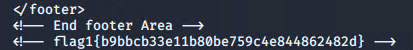 </footer>
<!-- End footer Area -->
<!-- flag1{b9bbcb33e11b80be759c4e844862482d} -->